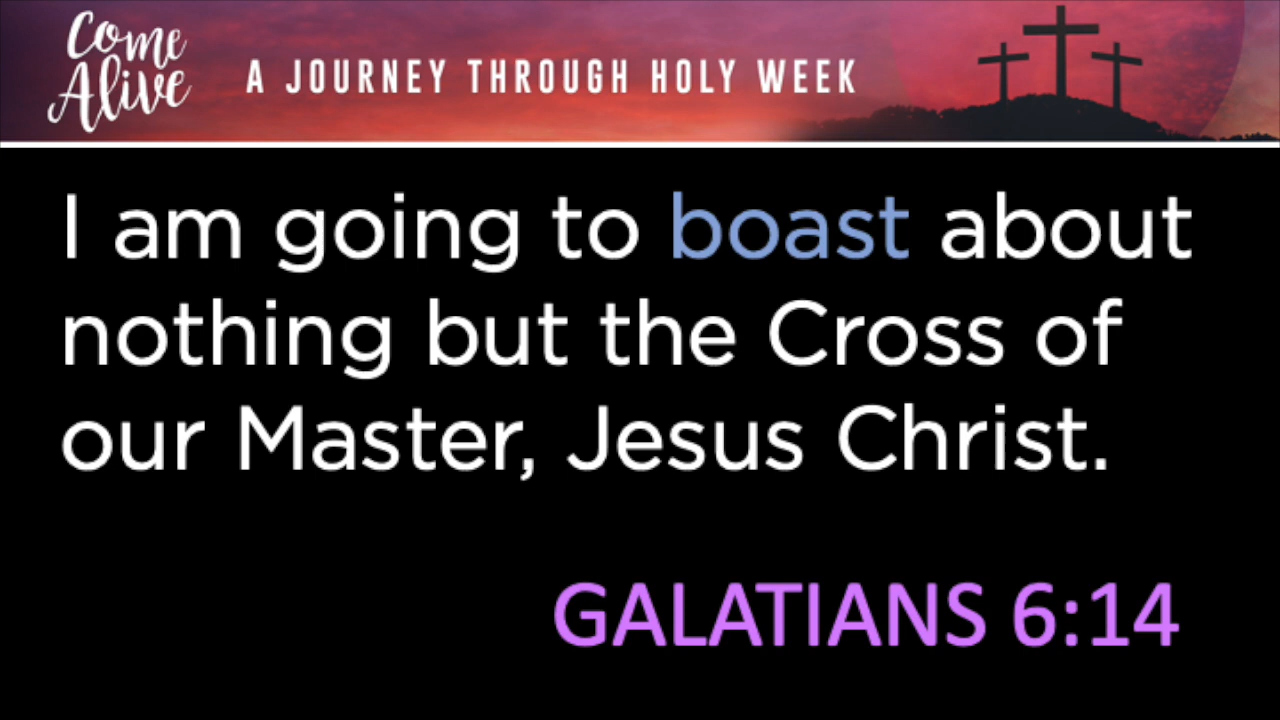 Come
Alive
A JOURNEY THROUGH HOLY WEEK
I am going to boast about
nothing but the Cross of
our Master, Jesus Christ.
GALATIANS 6:14